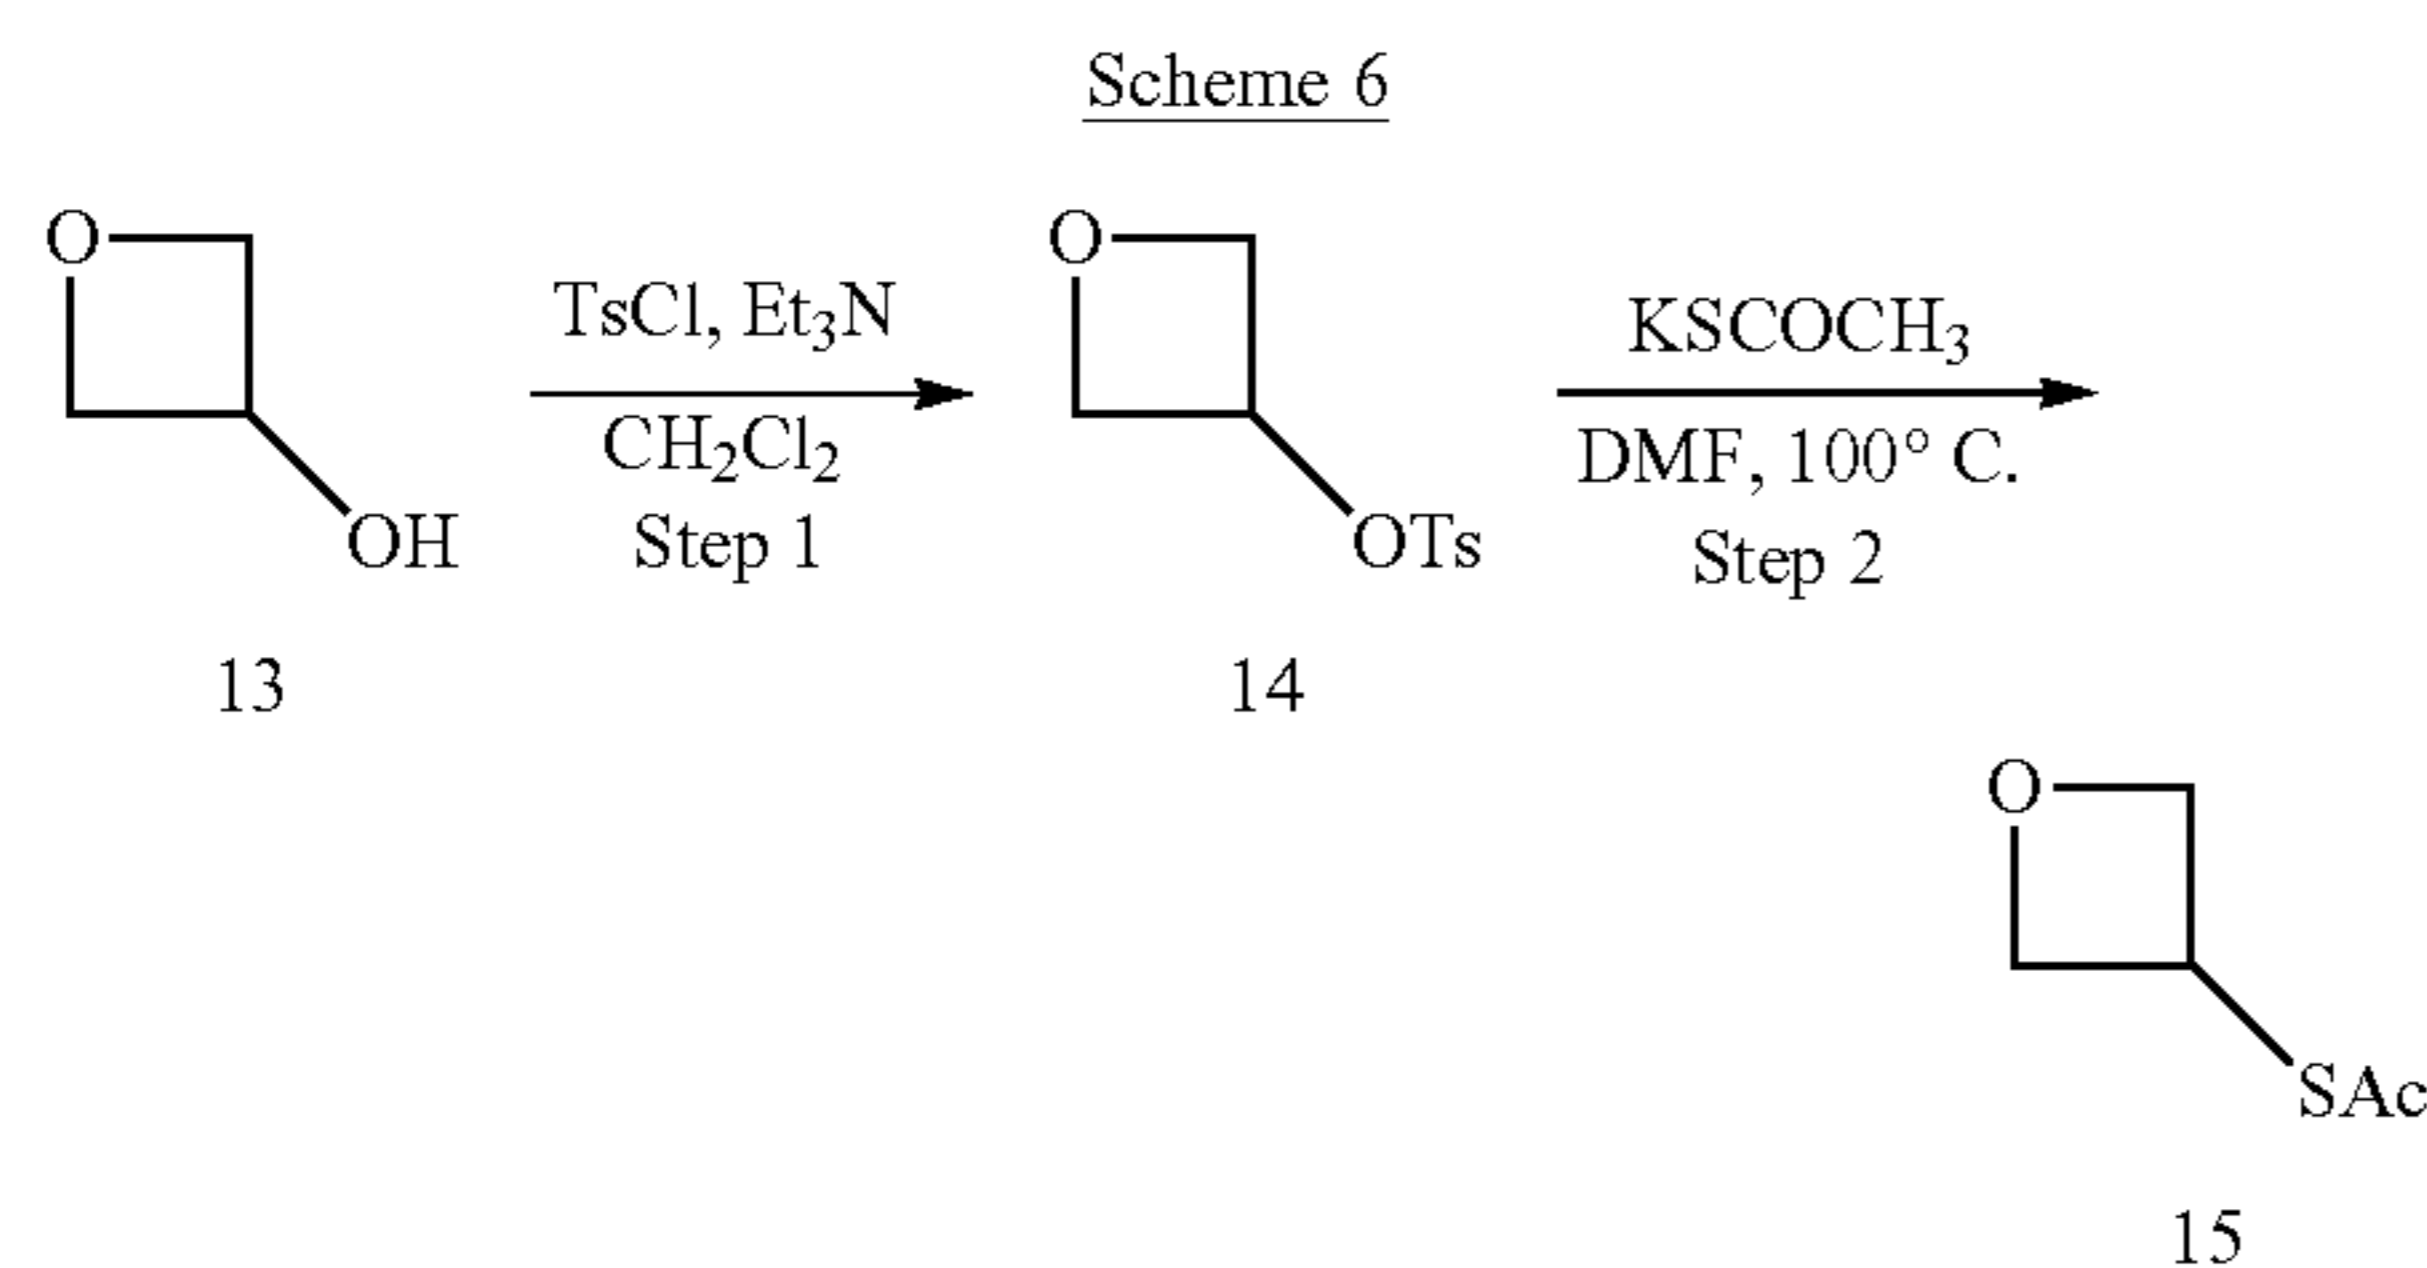 Scheme 6
O
OH
13
TsCl, Et₃N
CH₂Cl₂
Step 1
O
OTs
14
KSCOCH₃
DMF, 100° C.
Step 2
O
SAc
15